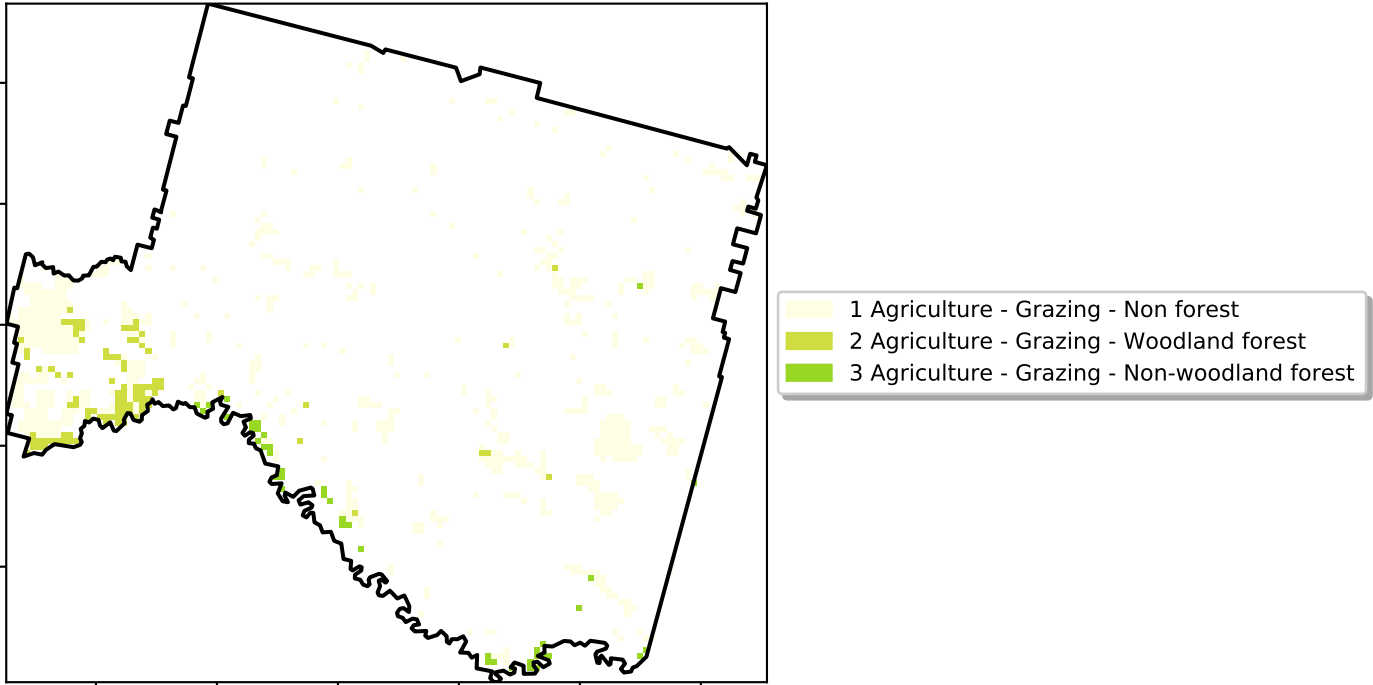 1 Agriculture - Grazing - Non forest
2 Agriculture - Grazing - Woodland forest
3 Agriculture - Grazing - Non-woodland forest